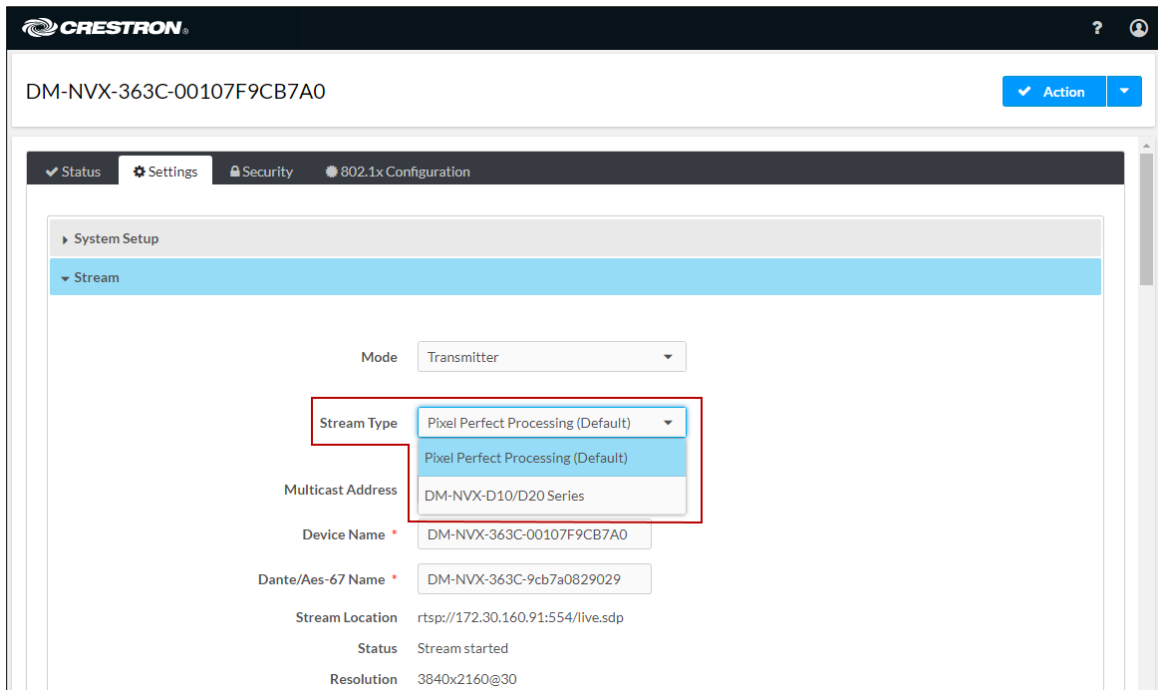 CRESTRON®
?
DM-NVX-363C-00107F9CB7A0
Action
Status Settings Security 802.1x Configuration
System Setup
Stream
Mode Transmitter
Stream Type Pixel Perfect Processing (Default)
Pixel Perfect Processing (Default)
Multicast Address DM-NVX-D10/D20 Series
Device Name * DM-NVX-363C-00107F9CB7A0
Dante/Aes-67 Name * DM-NVX-363C-9cb7a0829029
Stream Location rtsp://172.30.160.91:554/live.sdp
Status Stream started
Resolution 3840x2160@30